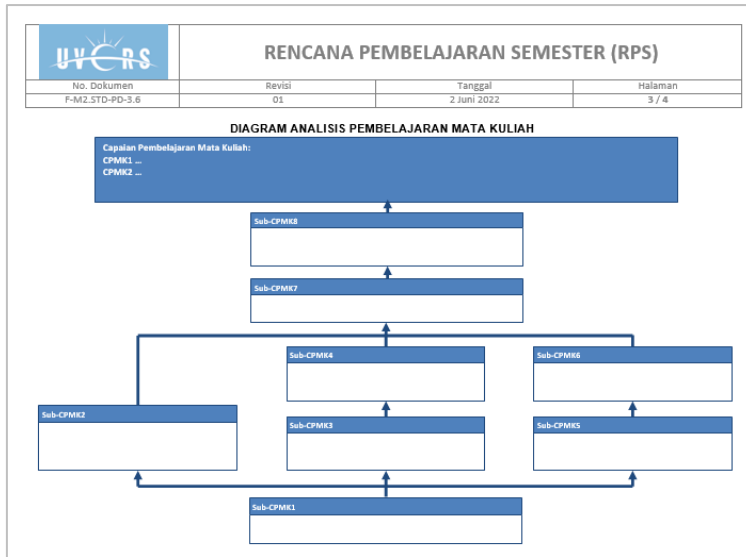 UVERS
RENCANA PEMBELAJARAN SEMESTER (RPS)
No. Dokumen Revisi Tanggal Halaman
F-M2.STD-PD-3.6 01 2 Juni 2022 3 / 4
DIAGRAM ANALISIS PEMBELAJARAN MATA KULIAH
Capaian Pembelajaran Mata Kuliah:
CPMK1 ...
CPMK2 ...
Sub-CPMK8
Sub-CPMK7
Sub-CPMK4
Sub-CPMK6
Sub-CPMK2
Sub-CPMK3
Sub-CPMK5
Sub-CPMK1